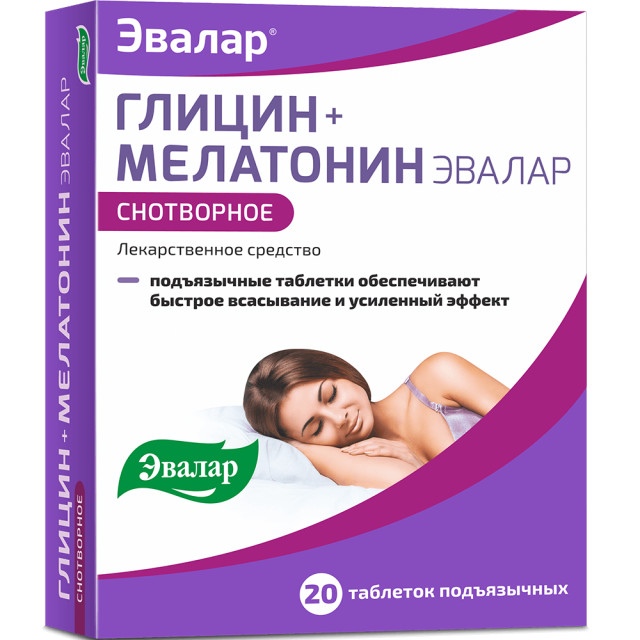 Эвалар®
ГЛИЦИН+
МЕЛАТОНИН ЭВАЛАР
СНОТВОРНОЕ
Лекарственное средство
подъязычные таблетки обеспечивают
быстрое всасывание и усиленный эффект
Эвалар
20 таблеток подъязычных
Эвалар
ГЛИЦИН + МЕЛАТОНИН ЭВАЛАР
СНОТВОРНОЕ